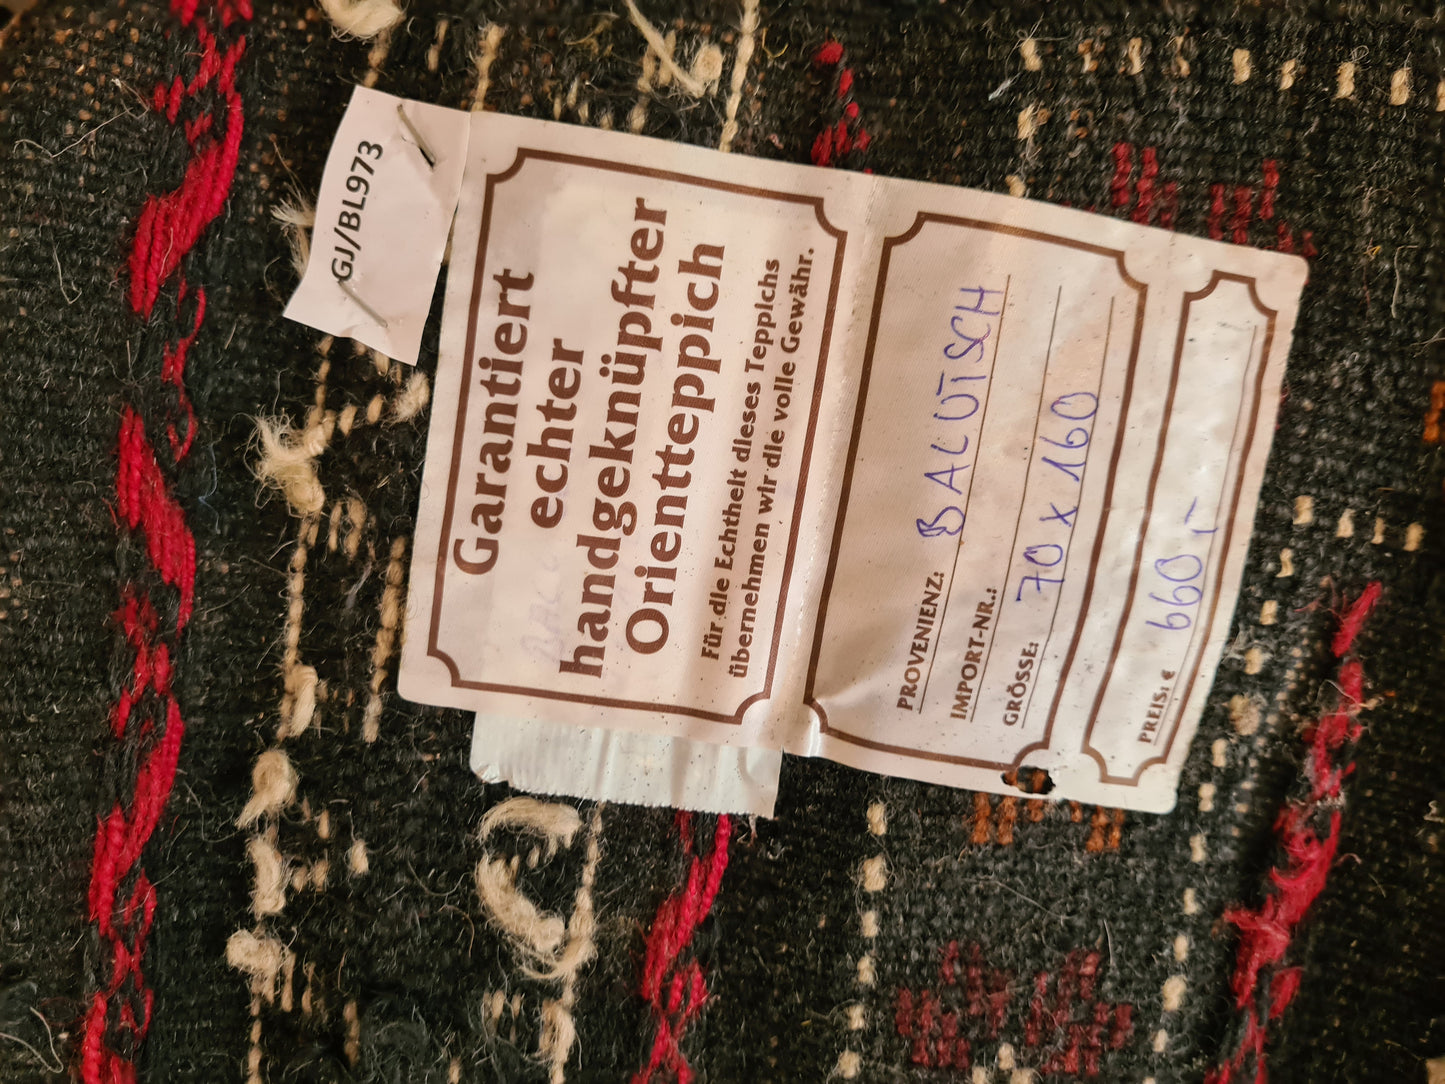 GJ/BL973
Garantiert
echter
handgeknüpfter
Orientteppich
Für die Echtheit dieses Teppichs
übernehmen wir die volle Gewähr.
PROVENIENZ: BALUTSCH
IMPORT-NR.:
GRÖSSE: 70 x 160
PREIS: € 660,-